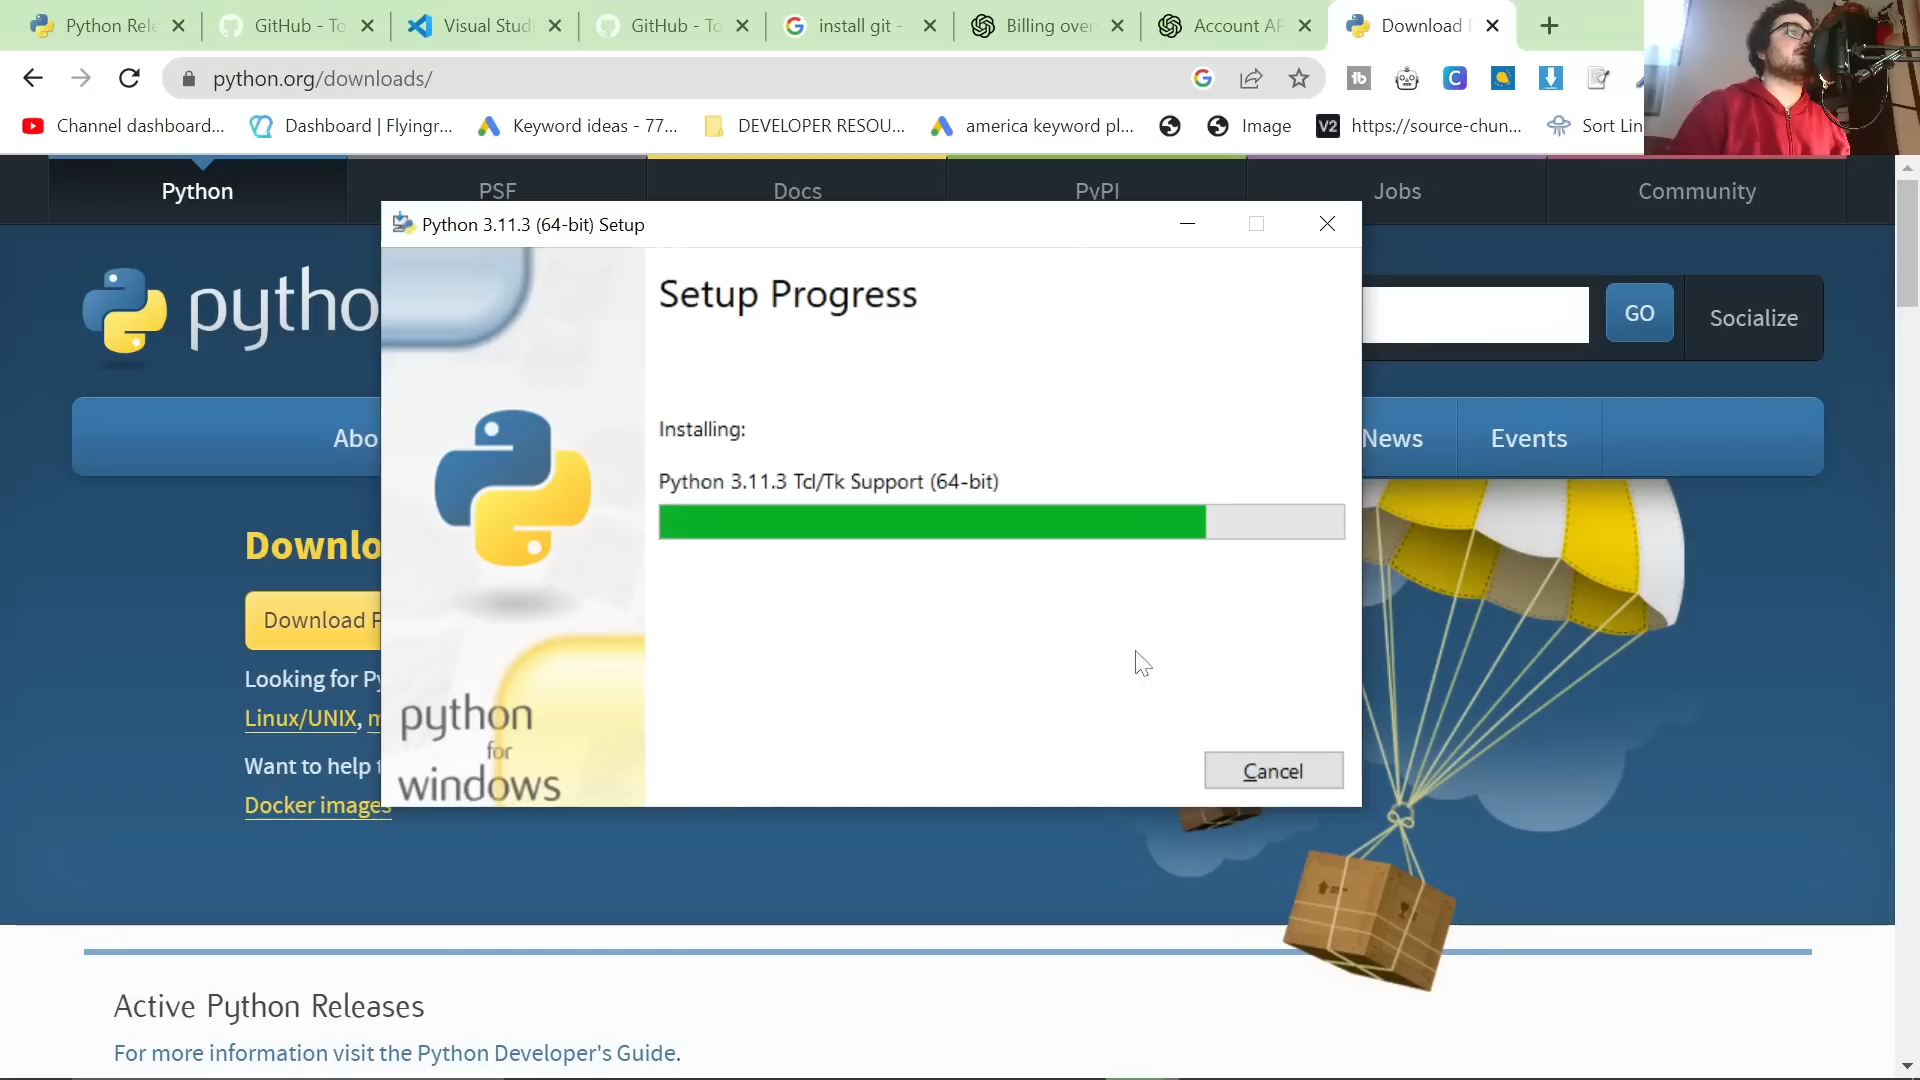 Python Rele
GitHub - To
Visual Studi
GitHub - To
install git -
Billing over
Account AP
Download P
python.org/downloads/
Channel dashboard...
Dashboard | Flyingr...
Keyword ideas - 77...
DEVELOPER RESOU...
america keyword pl...
Image
V2
https://source-chun...
Sort Lin
Python
PSF
Docs
PyPI
Jobs
Community
Python 3.11.3 (64-bit) Setup
Setup Progress
Installing:
Python 3.11.3 Tcl/Tk Support (64-bit)
Cancel
python
for
windows
pytho
GO
Socialize
Abo
News
Events
Downlo
Download P
Looking for Py
Linux/UNIX, m
Want to help t
Docker images
Active Python Releases
For more information visit the Python Developer's Guide.